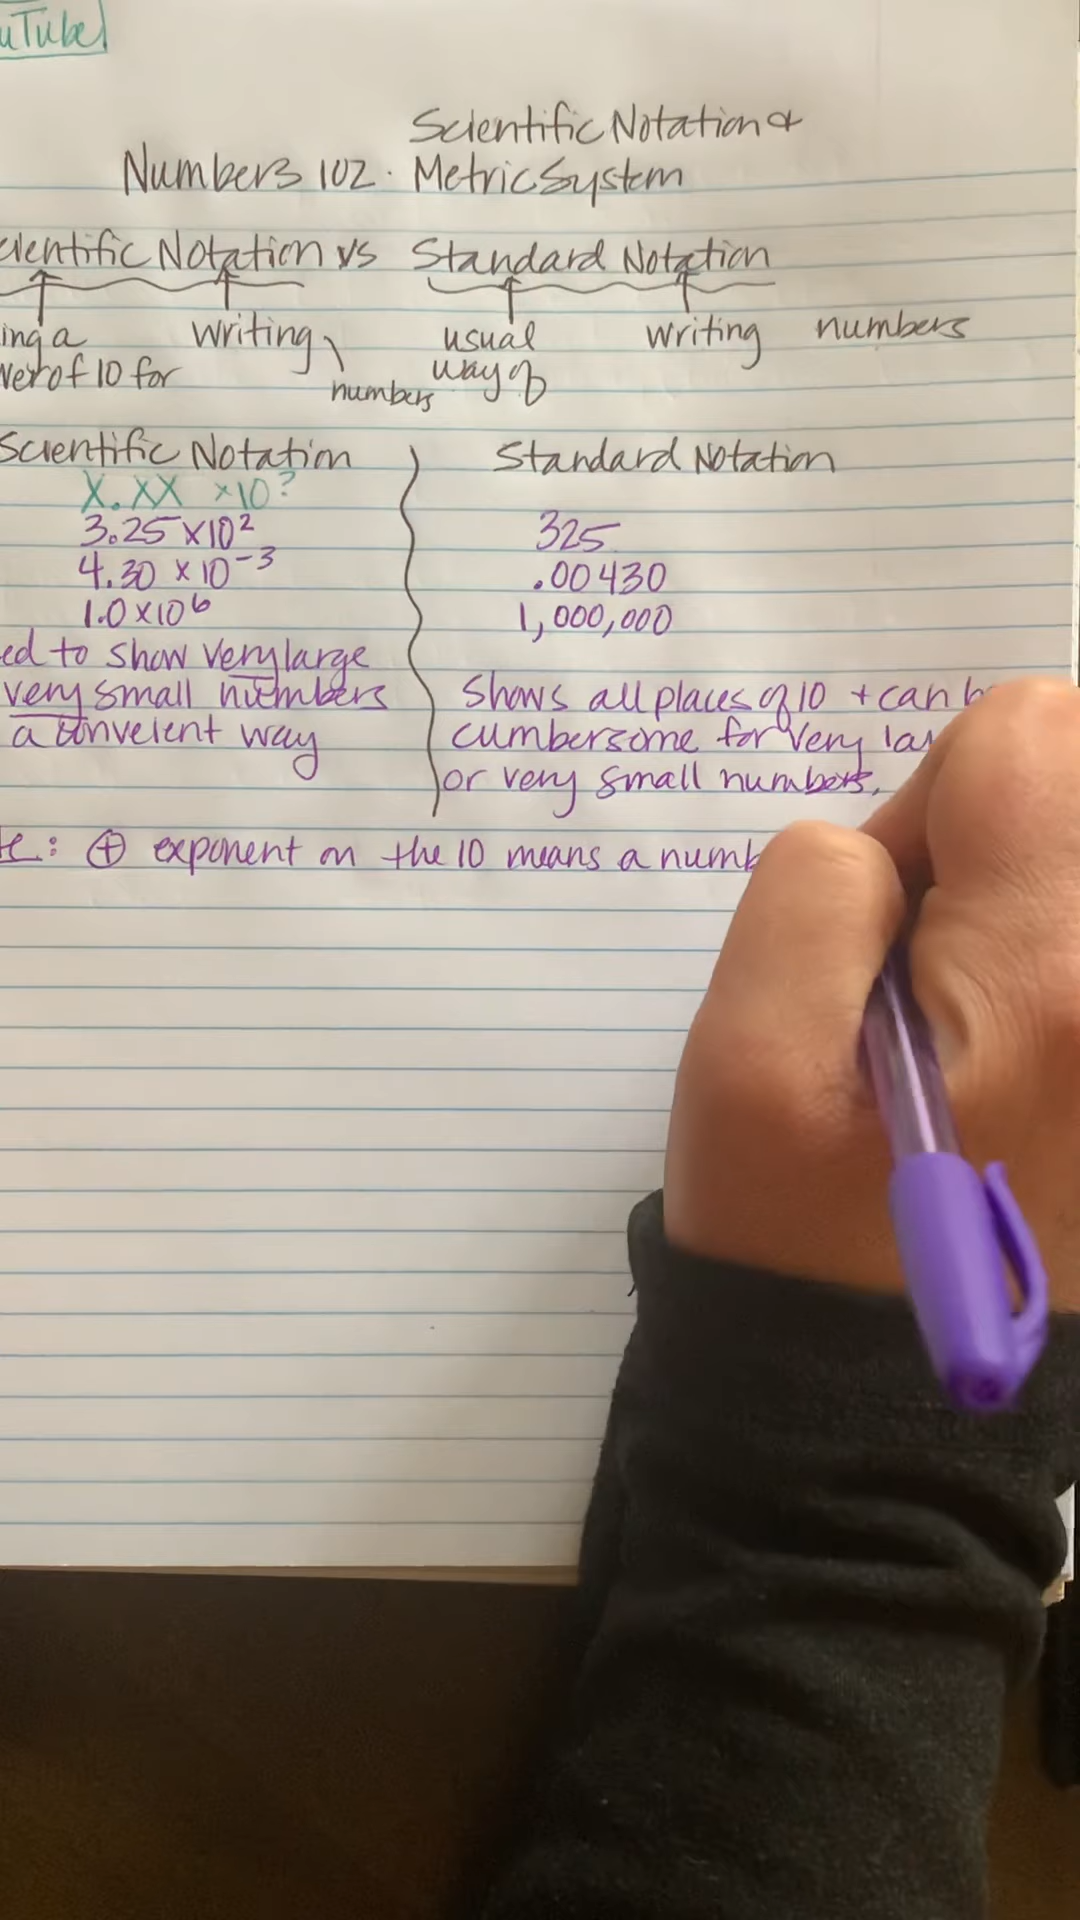 uTube
Scientific Notation &
Numbers 102. Metric System
cientific Notation vs Standard Notation
ing a writing usual writing numbers
wer of 10 for numbers way of
Scientific Notation Standard Notation
X.XX ×10?
3.25 ×10² 325
4.30 × 10⁻³ .00430
1.0 × 10⁶ 1,000,000
ed to show very large
very small numbers Shows all places of 10 + can b
a conveient way cumbersome for very lar
or very small numbers.
te: ⊕ exponent on the 10 means a numb